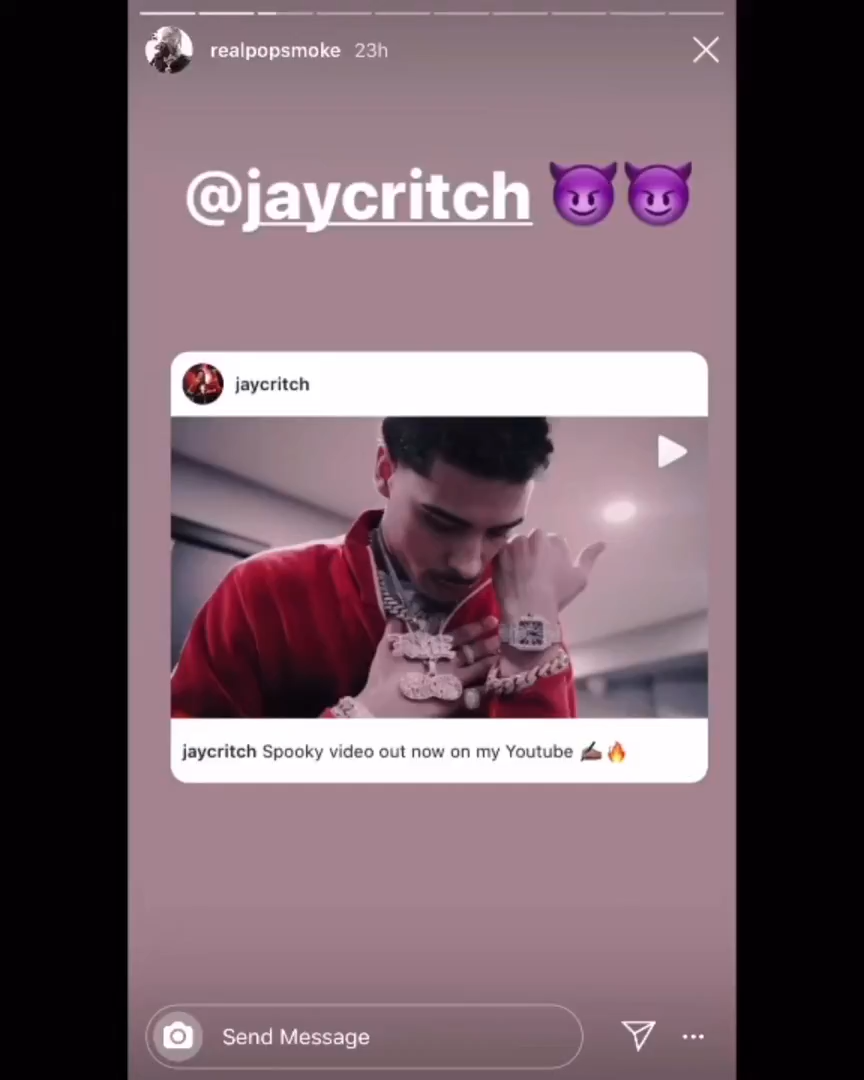 realpopsmoke 23h
@jaycritch 😈😈
jaycritch
jaycritch Spooky video out now on my Youtube ✍🏾🔥
Send Message